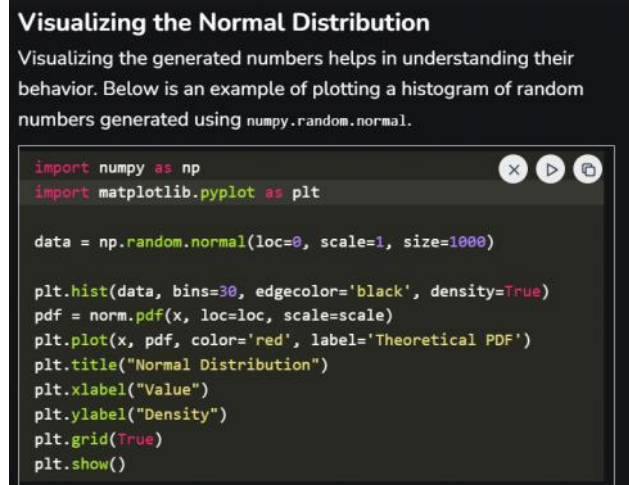 Visualizing the Normal Distribution
Visualizing the generated numbers helps in understanding their
behavior. Below is an example of plotting a histogram of random
numbers generated using numpy.random.normal.
import numpy as np
import matplotlib.pyplot as plt
data = np.random.normal(loc=0, scale=1, size=1000)
plt.hist(data, bins=30, edgecolor='black', density=True)
pdf = norm.pdf(x, loc=loc, scale=scale)
plt.plot(x, pdf, color='red', label='Theoretical PDF')
plt.title("Normal Distribution")
plt.xlabel("Value")
plt.ylabel("Density")
plt.grid(True)
plt.show()